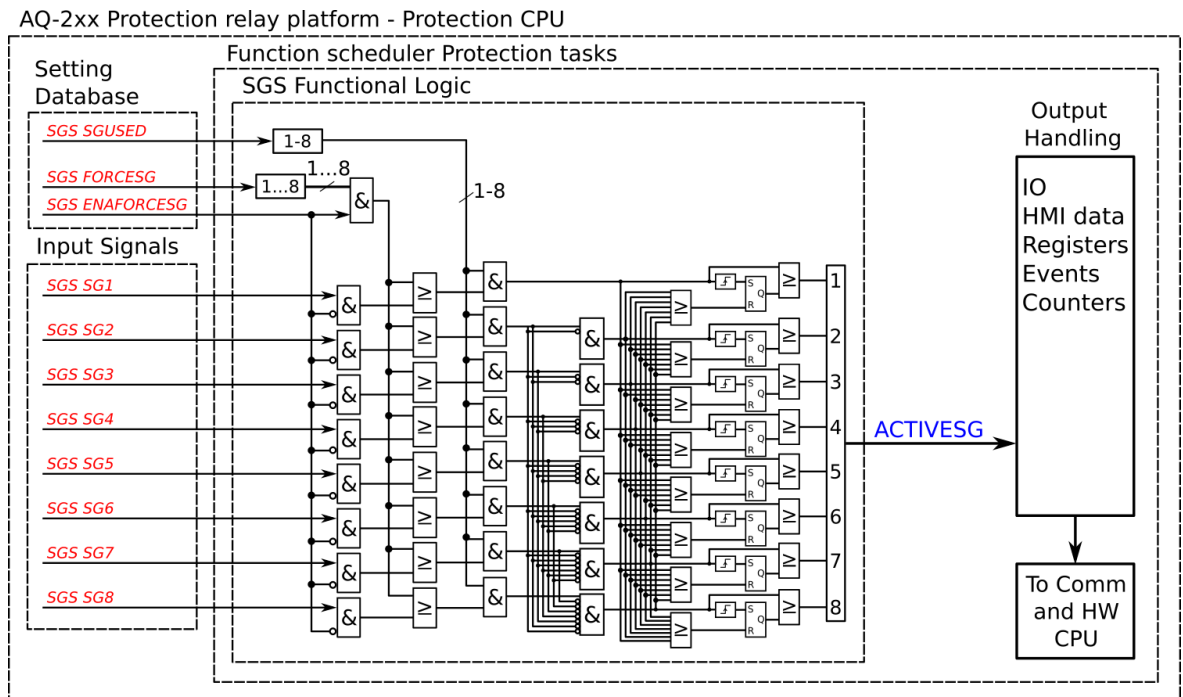 AQ-2xx Protection relay platform - Protection CPU
Function scheduler Protection tasks
Setting
Database
SGS Functional Logic
SGS SGUSED
1-8
SGS FORCESG
1...8
1...8
SGS ENAFORCESG
&
1-8
Input Signals
SGS SG1
SGS SG2
SGS SG3
SGS SG4
SGS SG5
SGS SG6
SGS SG7
SGS SG8
& & & & & & & &
≥ ≥ ≥ ≥ ≥ ≥ ≥ ≥
& & & & & & & &
& & & & & & &
≥ ≥ ≥ ≥ ≥ ≥ ≥ ≥
S Q R
S Q R
S Q R
S Q R
S Q R
S Q R
S Q R
S Q R
≥ ≥ ≥ ≥ ≥ ≥ ≥ ≥
1
2
3
4
5
6
7
8
ACTIVESG
Output
Handling
IO
HMI data
Registers
Events
Counters
To Comm
and HW
CPU